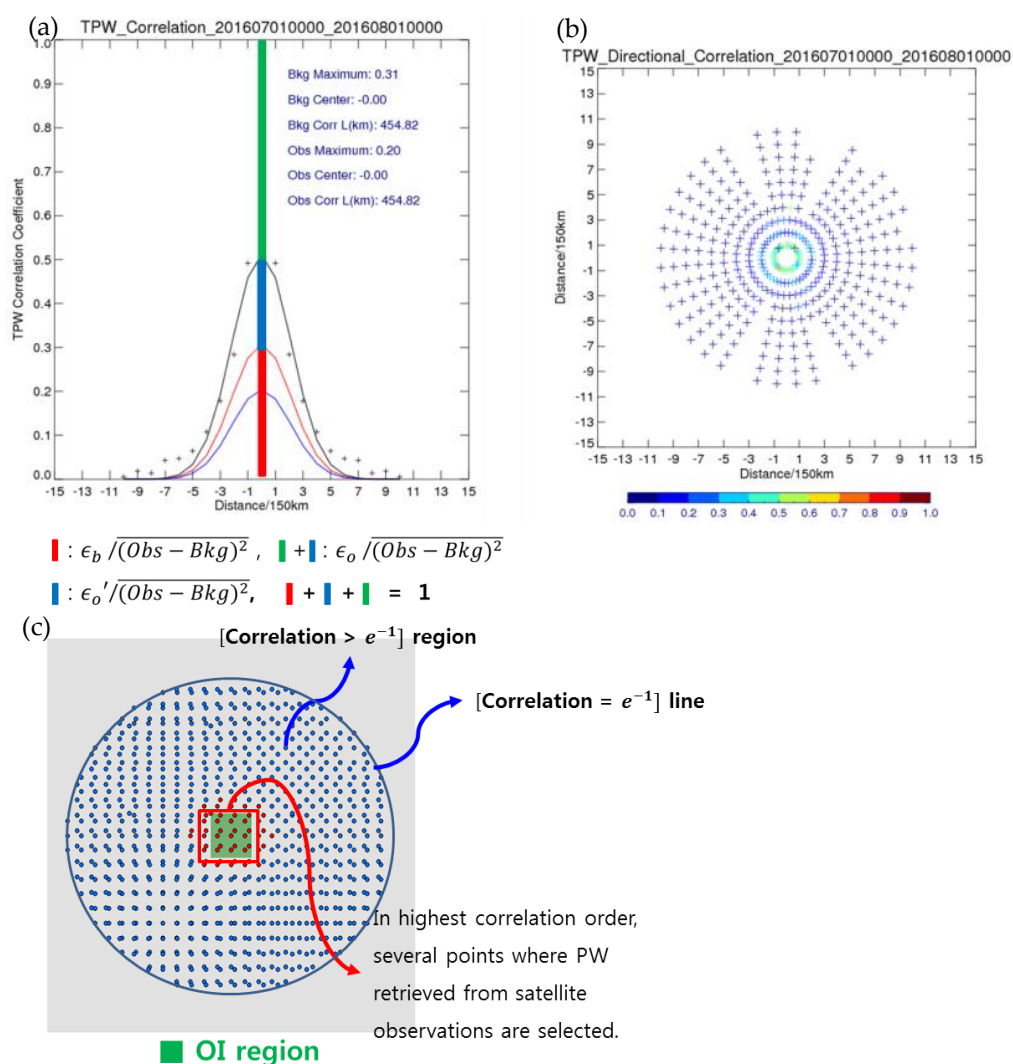 (a)
TPW_Correlation_201607010000_201608010000
TPW Correlation Coefficient
1.0
0.9
0.8
0.7
0.6
0.5
0.4
0.3
0.2
0.1
0.0
Bkg Maximum: 0.31
Bkg Center: -0.00
Bkg Corr L(km): 454.82
Obs Maximum: 0.20
Obs Center: -0.00
Obs Corr L(km): 454.82
-15 -13 -11 -9 -7 -5 -3 -1 1 3 5 7 9 11 13 15
Distance/150km
(b)
TPW_Directional_Correlation_201607010000_201608010000
Distance/150km
15
13
11
9
7
5
3
1
-1
-3
-5
-7
-9
-11
-13
-15
-15 -13 -11 -9 -7 -5 -3 -1 1 3 5 7 9 11 13 15
Distance/150km
0.0 0.1 0.2 0.3 0.4 0.5 0.6 0.7 0.8 0.9 1.0
: ϵ_b /\overline{(Obs − Bkg)^2} , + : ϵ_o /\overline{(Obs − Bkg)^2}
: ϵ_o'/\overline{(Obs − Bkg)^2}, + + = 1
(c)
[Correlation > e⁻¹] region
[Correlation = e⁻¹] line
In highest correlation order,
several points where PW
retrieved from satellite
observations are selected.
OI region